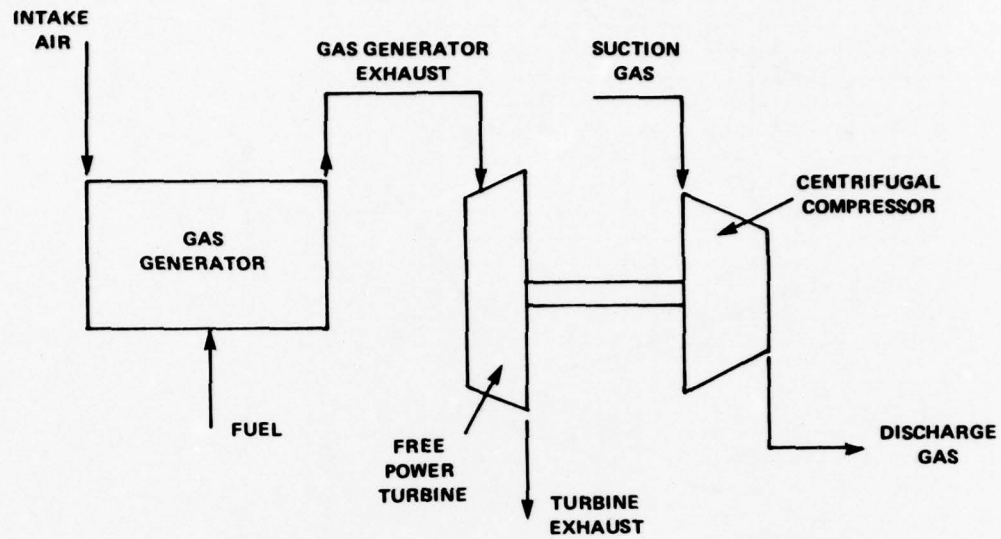 INTAKE
AIR
GAS GENERATOR
EXHAUST
SUCTION
GAS
CENTRIFUGAL
COMPRESSOR
GAS
GENERATOR
FUEL
FREE
POWER
TURBINE
TURBINE
EXHAUST
DISCHARGE
GAS